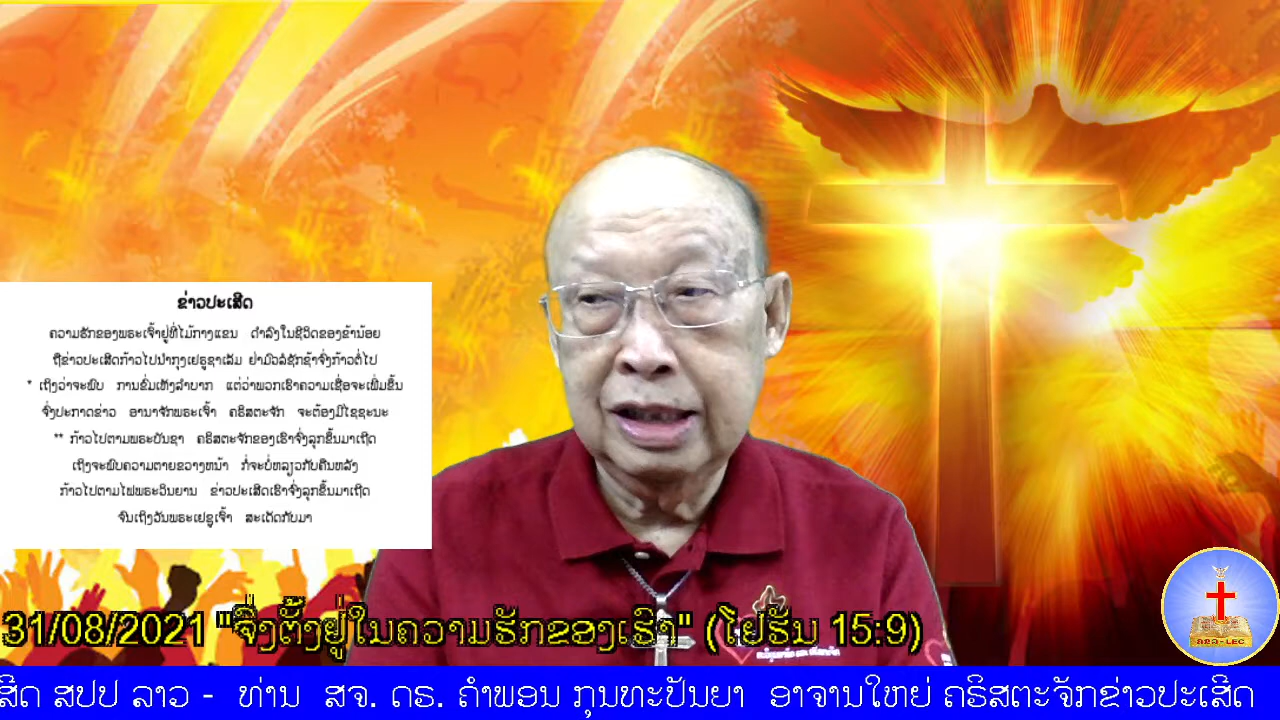 ຂ່າວປະເສີດ
ຄວາມຮັກຂອງພຣະເຈົ້າຢູ່ທີ່ໄມ້ກາງແຂນ ດຳລົງໃນຊີວິດຂອງຂ້ານ້ອຍ
ຖືຂ່າວປະເສີດກ້າວໄປນຳກຸງເຢຣູຊາເລັມ ຢ່າມົວລໍຊັກຊ້າຈົ່ງກ້າວຕໍ່ໄປ
* ເຖິງວ່າຈະພົບ ການຂົ່ມເຫັງລຳບາກ ແຕ່ວ່າພວກເຮົາຄວາມເຊື່ອຈະເພີ່ມຂຶ້ນ
ຈົ່ງປະກາດຂ່າວ ອານາຈັກພຣະເຈົ້າ ຄຣິສຕະຈັກ ຈະຕ້ອງມີໄຊຊະນະ
** ກ້າວໄປຕາມພຣະບັນຊາ ຄຣິສຕະຈັກຂອງເຮົາຈົ່ງລຸກຂຶ້ນມາເຖີດ
ເຖິງຈະພົບຄວາມຕາຍຂວາງຫນ້າ ກໍ່ຈະບໍ່ຫລຽວກັບຄືນຫລັງ
ກ້າວໄປຕາມໄຟພຣະວິນຍານ ຂ່າວປະເສີດເຮົາຈົ່ງລຸກຂຶ້ນມາເຖີດ
ຈົນເຖິງວັນພຣະເຢຊູເຈົ້າ ສະເດັດກັບມາ
31/08/2021 "ຈົ່ງຕັ້ງຢູ່ໃນຄວາມຮັກຂອງເຮົາ" (ໂຢຮັນ 15:9)
ຄຂລ-LEC
ສີດ ສປປ ລາວ - ທ່ານ ສຈ. ດຣ. ຄຳພອນ ກຸນທະປັນຍາ ອາຈານໃຫຍ່ ຄຣິສຕະຈັກຂ່າວປະເສີດ